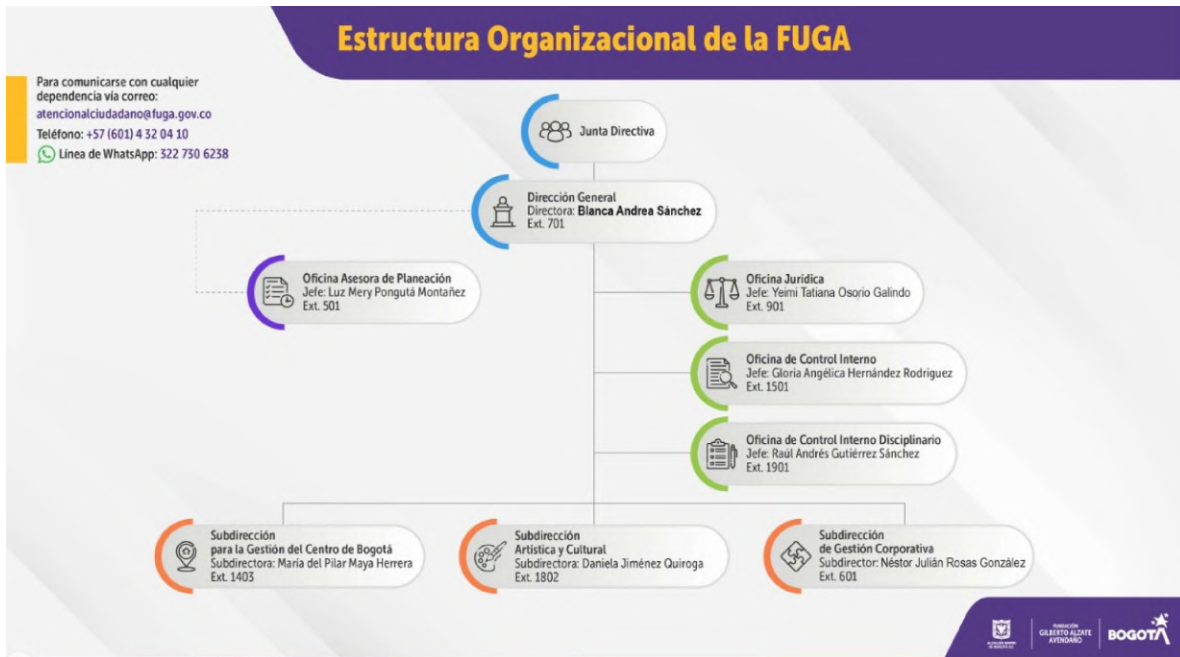 Estructura Organizacional de la FUGA
Para comunicarse con cualquier
dependencia vía correo:
atencionalciudadano@fuga.gov.co
Teléfono: +57 (601) 4 32 04 10
Línea de WhatsApp: 322 730 6238
Junta Directiva
Dirección General
Directora: Blanca Andrea Sánchez
Ext. 701
Oficina Asesora de Planeación
Jefe: Luz Mery Pongutá Montañez
Ext. 501
Oficina Jurídica
Jefe: Yeimi Tatiana Osorio Galindo
Ext. 901
Oficina de Control Interno
Jefe: Gloria Angélica Hernández Rodríguez
Ext. 1501
Oficina de Control Interno Disciplinario
Jefe: Raúl Andrés Gutiérrez Sánchez
Ext. 1901
Subdirección
para la Gestión del Centro de Bogotá
Subdirectora: María del Pilar Maya Herrera
Ext. 1403
Subdirección
Artística y Cultural
Subdirectora: Daniela Jiménez Quiroga
Ext. 1802
Subdirección
de Gestión Corporativa
Subdirector: Néstor Julián Rosas González
Ext. 601
ALCALDÍA MAYOR
DE BOGOTÁ D.C.
FUNDACIÓN
GILBERTO ALZATE
AVENDAÑO
BOGOTÁ